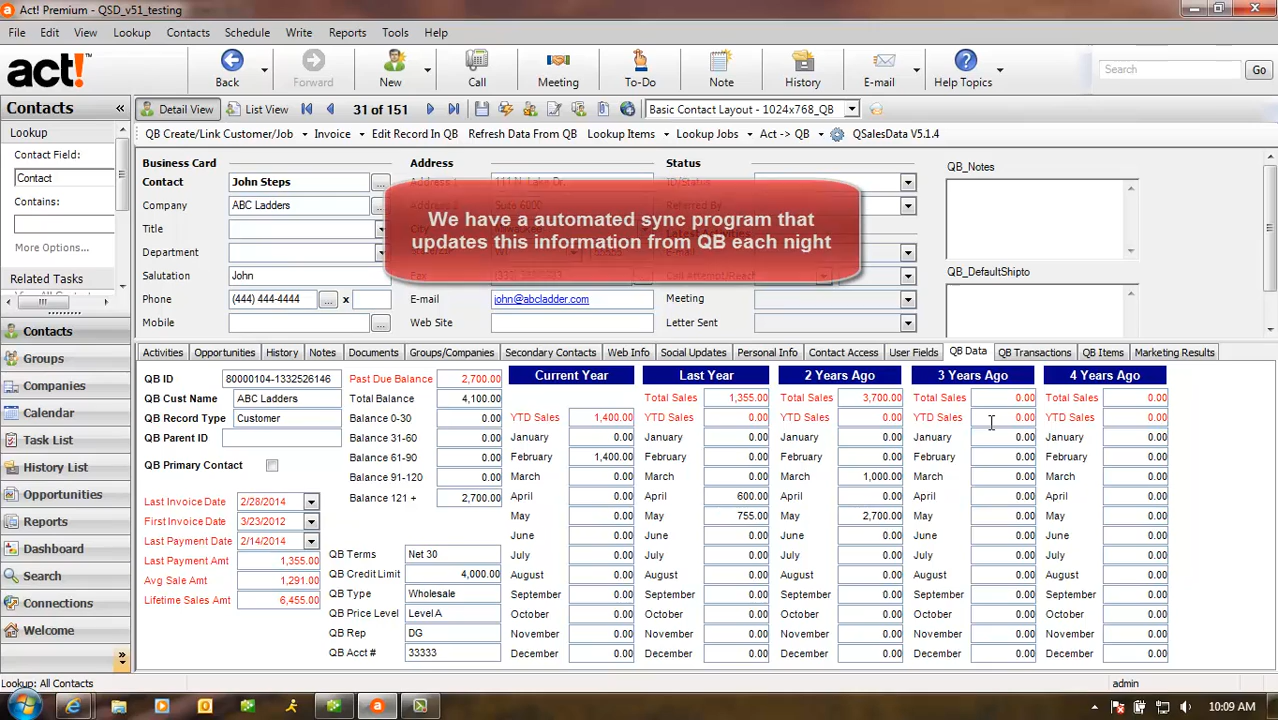 Act! Premium - QSD_v51_testing
File Edit View Lookup Contacts Schedule Write Reports Tools Help
act! Back Forward New Call Meeting To-Do Note History E-mail Help Topics Search Go
Contacts Detail View List View 31 of 151 Basic Contact Layout - 1024x768_QB
QB Create/Link Customer/Job Invoice Edit Record In QB Refresh Data From QB Lookup Items Lookup Jobs Act -> QB QSalesData V5.1.4
Lookup
Contact Field:
Contact
Contains:
More Options...
Related Tasks
Contacts
Groups
Companies
Calendar
Task List
History List
Opportunities
Reports
Dashboard
Search
Connections
Welcome
Business Card
Contact John Steps
Company ABC Ladders
Title
Department
Salutation John
Phone (444) 444-4444 x
Mobile
Address
E-mail john@abcladder.com
Web Site
Status
Meeting
Letter Sent
QB_Notes
QB_DefaultShipto
We have a automated sync program that
updates this information from QB each night
Activities Opportunities History Notes Documents Groups/Companies Secondary Contacts Web Info Social Updates Personal Info Contact Access User Fields QB Data QB Transactions QB Items Marketing Results
QB ID 80000104-1332526146
QB Cust Name ABC Ladders
QB Record Type Customer
QB Parent ID
QB Primary Contact
Last Invoice Date 2/28/2014
First Invoice Date 3/23/2012
Last Payment Date 2/14/2014
Last Payment Amt 1,355.00
Avg Sale Amt 1,291.00
Lifetime Sales Amt 6,455.00
Past Due Balance 2,700.00
Total Balance 4,100.00
Balance 0-30 0.00
Balance 31-60 0.00
Balance 61-90 0.00
Balance 91-120 0.00
Balance 121 + 2,700.00
QB Terms Net 30
QB Credit Limit 4,000.00
QB Type Wholesale
QB Price Level Level A
QB Rep DG
QB Acct # 33333
Current Year
YTD Sales 1,400.00
January 0.00
February 1,400.00
March 0.00
April 0.00
May 0.00
June 0.00
July 0.00
August 0.00
September 0.00
October 0.00
November 0.00
December 0.00
Last Year
Total Sales 1,355.00
YTD Sales 0.00
January 0.00
February 0.00
March 0.00
April 600.00
May 755.00
June 0.00
July 0.00
August 0.00
September 0.00
October 0.00
November 0.00
December 0.00
2 Years Ago
Total Sales 3,700.00
YTD Sales 0.00
January 0.00
February 0.00
March 1,000.00
April 0.00
May 2,700.00
June 0.00
July 0.00
August 0.00
September 0.00
October 0.00
November 0.00
December 0.00
3 Years Ago
Total Sales 0.00
YTD Sales 0.00
January 0.00
February 0.00
March 0.00
April 0.00
May 0.00
June 0.00
July 0.00
August 0.00
September 0.00
October 0.00
November 0.00
December 0.00
4 Years Ago
Total Sales 0.00
YTD Sales 0.00
January 0.00
February 0.00
March 0.00
April 0.00
May 0.00
June 0.00
July 0.00
August 0.00
September 0.00
October 0.00
November 0.00
December 0.00
Lookup: All Contacts admin
10:09 AM